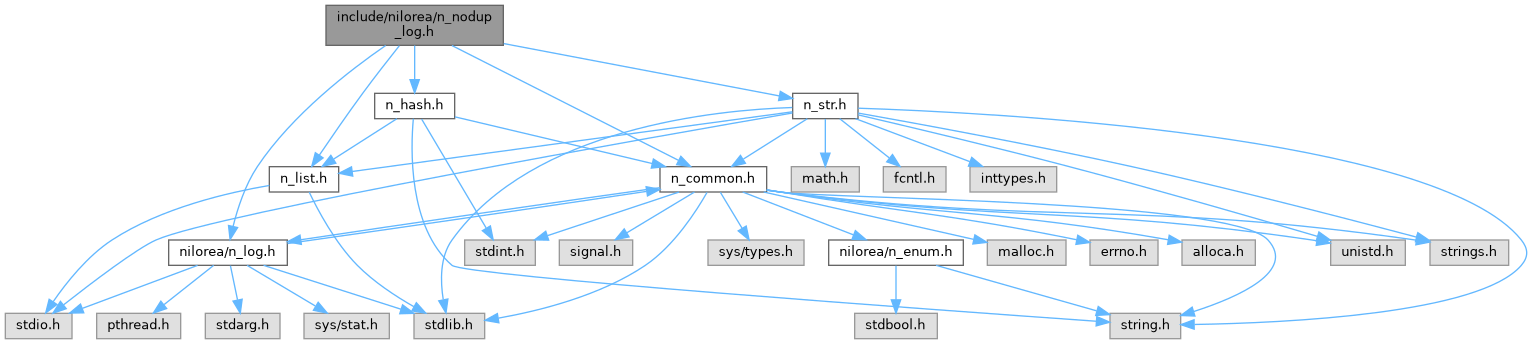 include/nilorea/n_nodup
_log.h
n_hash.h
n_str.h
n_list.h
n_common.h
math.h
fcntl.h
inttypes.h
nilorea/n_log.h
stdint.h
signal.h
sys/types.h
nilorea/n_enum.h
malloc.h
errno.h
alloca.h
unistd.h
strings.h
stdio.h
pthread.h
stdarg.h
sys/stat.h
stdlib.h
stdbool.h
string.h